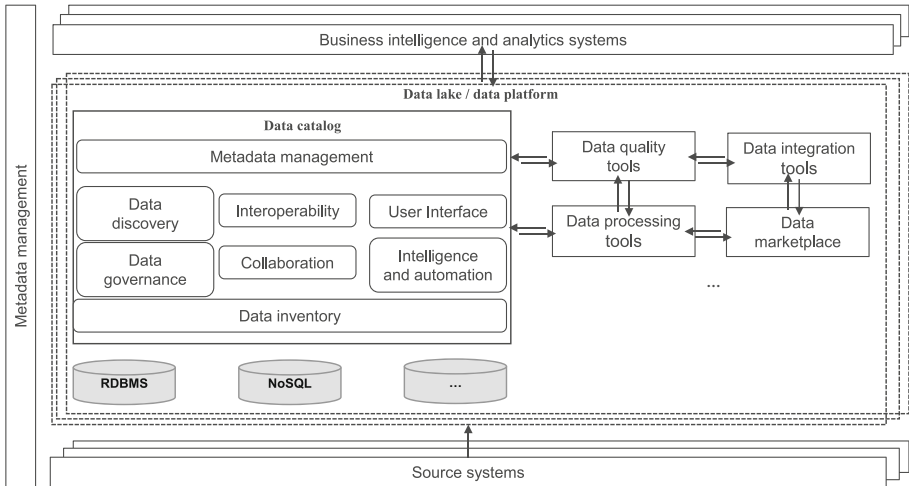 Metadata management
Business intelligence and analytics systems
Data lake / data platform
Data catalog
Metadata management
Data
discovery
Interoperability
User Interface
Data
governance
Collaboration
Intelligence
and automation
Data inventory
Data quality
tools
Data integration
tools
Data processing
tools
Data
marketplace
...
RDBMS
NoSQL
...
Source systems